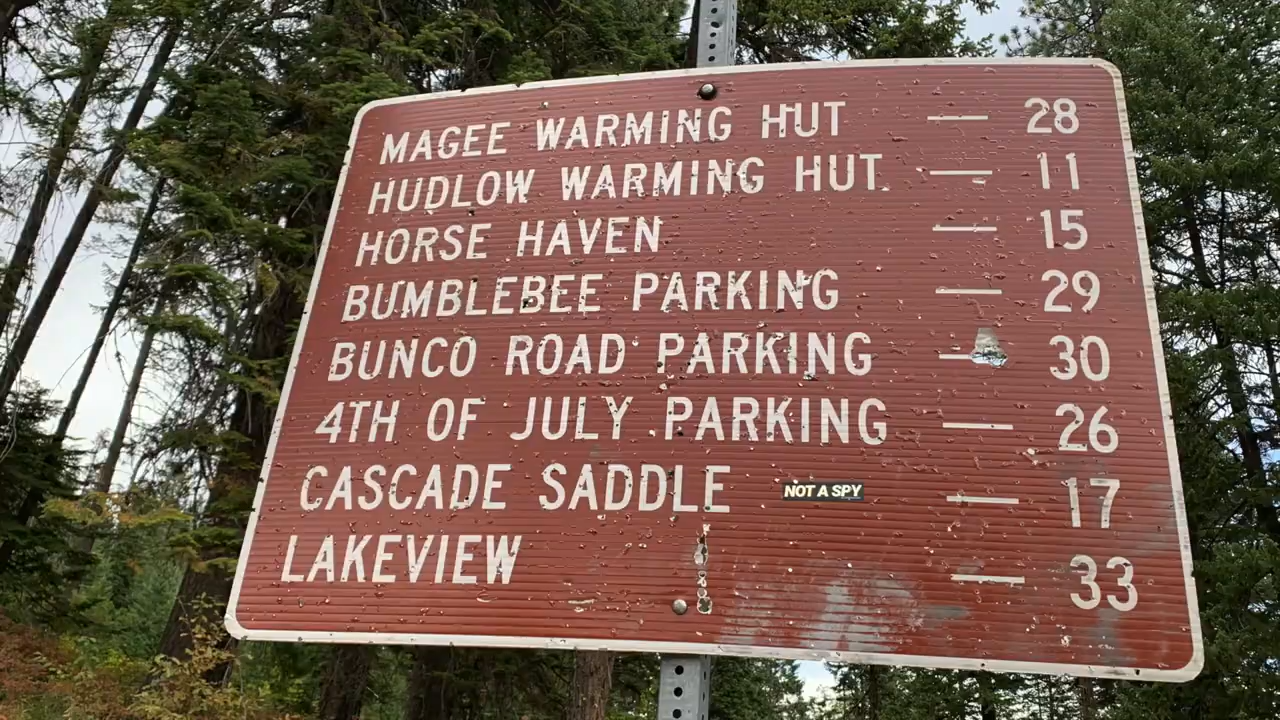 MAGEE WARMING HUT — 28
HUDLOW WARMING HUT — 11
HORSE HAVEN — 15
BUMBLEBEE PARKING — 29
BUNCO ROAD PARKING — 30
4TH OF JULY PARKING — 26
CASCADE SADDLE — 17
NOT A SPY
LAKEVIEW — 33